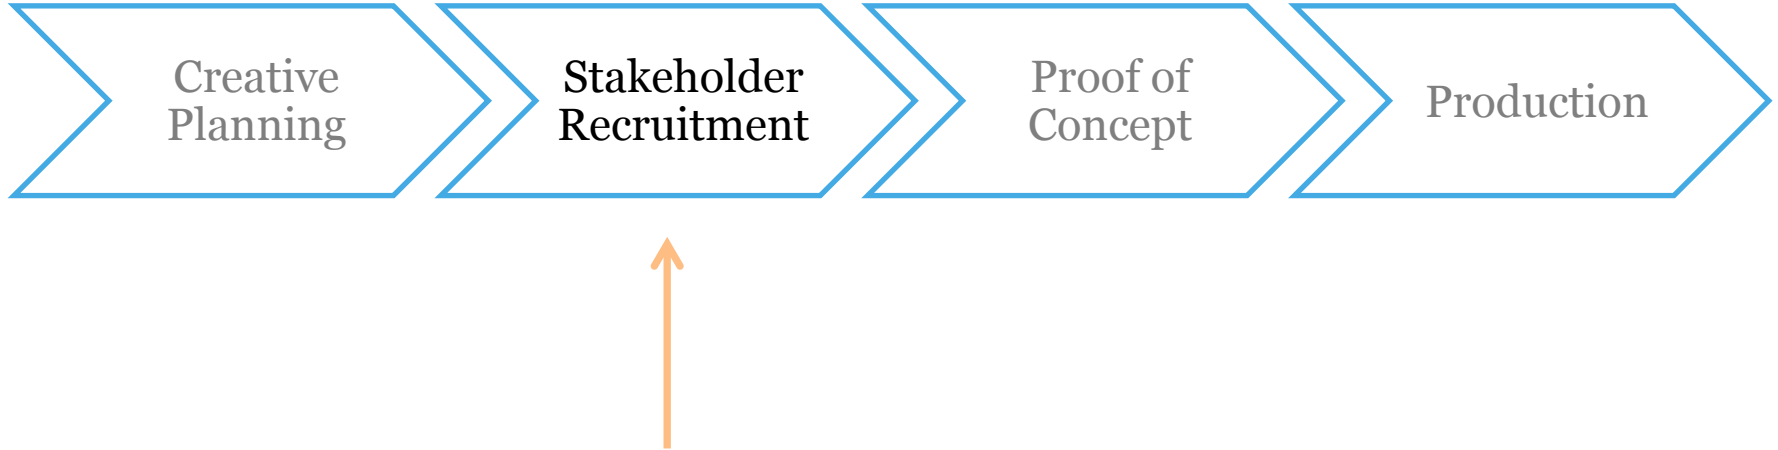 Creative
Planning
Stakeholder
Recruitment
Proof of
Concept
Production